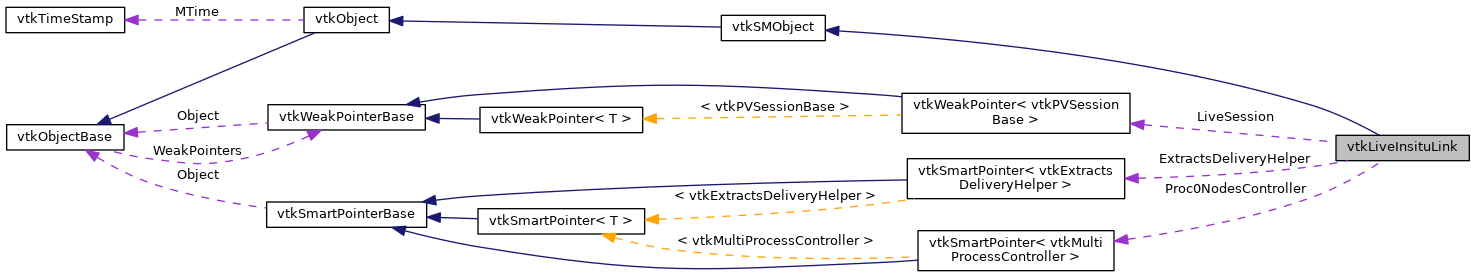 vtkTimeStamp
MTime
vtkObject
vtkSMObject
vtkObjectBase
Object
WeakPointers
Object
vtkWeakPointerBase
vtkWeakPointer< T >
< vtkPVSessionBase >
vtkWeakPointer< vtkPVSession
Base >
LiveSession
vtkLiveInsituLink
ExtractsDeliveryHelper
Proc0NodesController
vtkSmartPointer< vtkExtracts
DeliveryHelper >
< vtkExtractsDeliveryHelper >
vtkSmartPointerBase
vtkSmartPointer< T >
< vtkMultiProcessController >
vtkSmartPointer< vtkMulti
ProcessController >